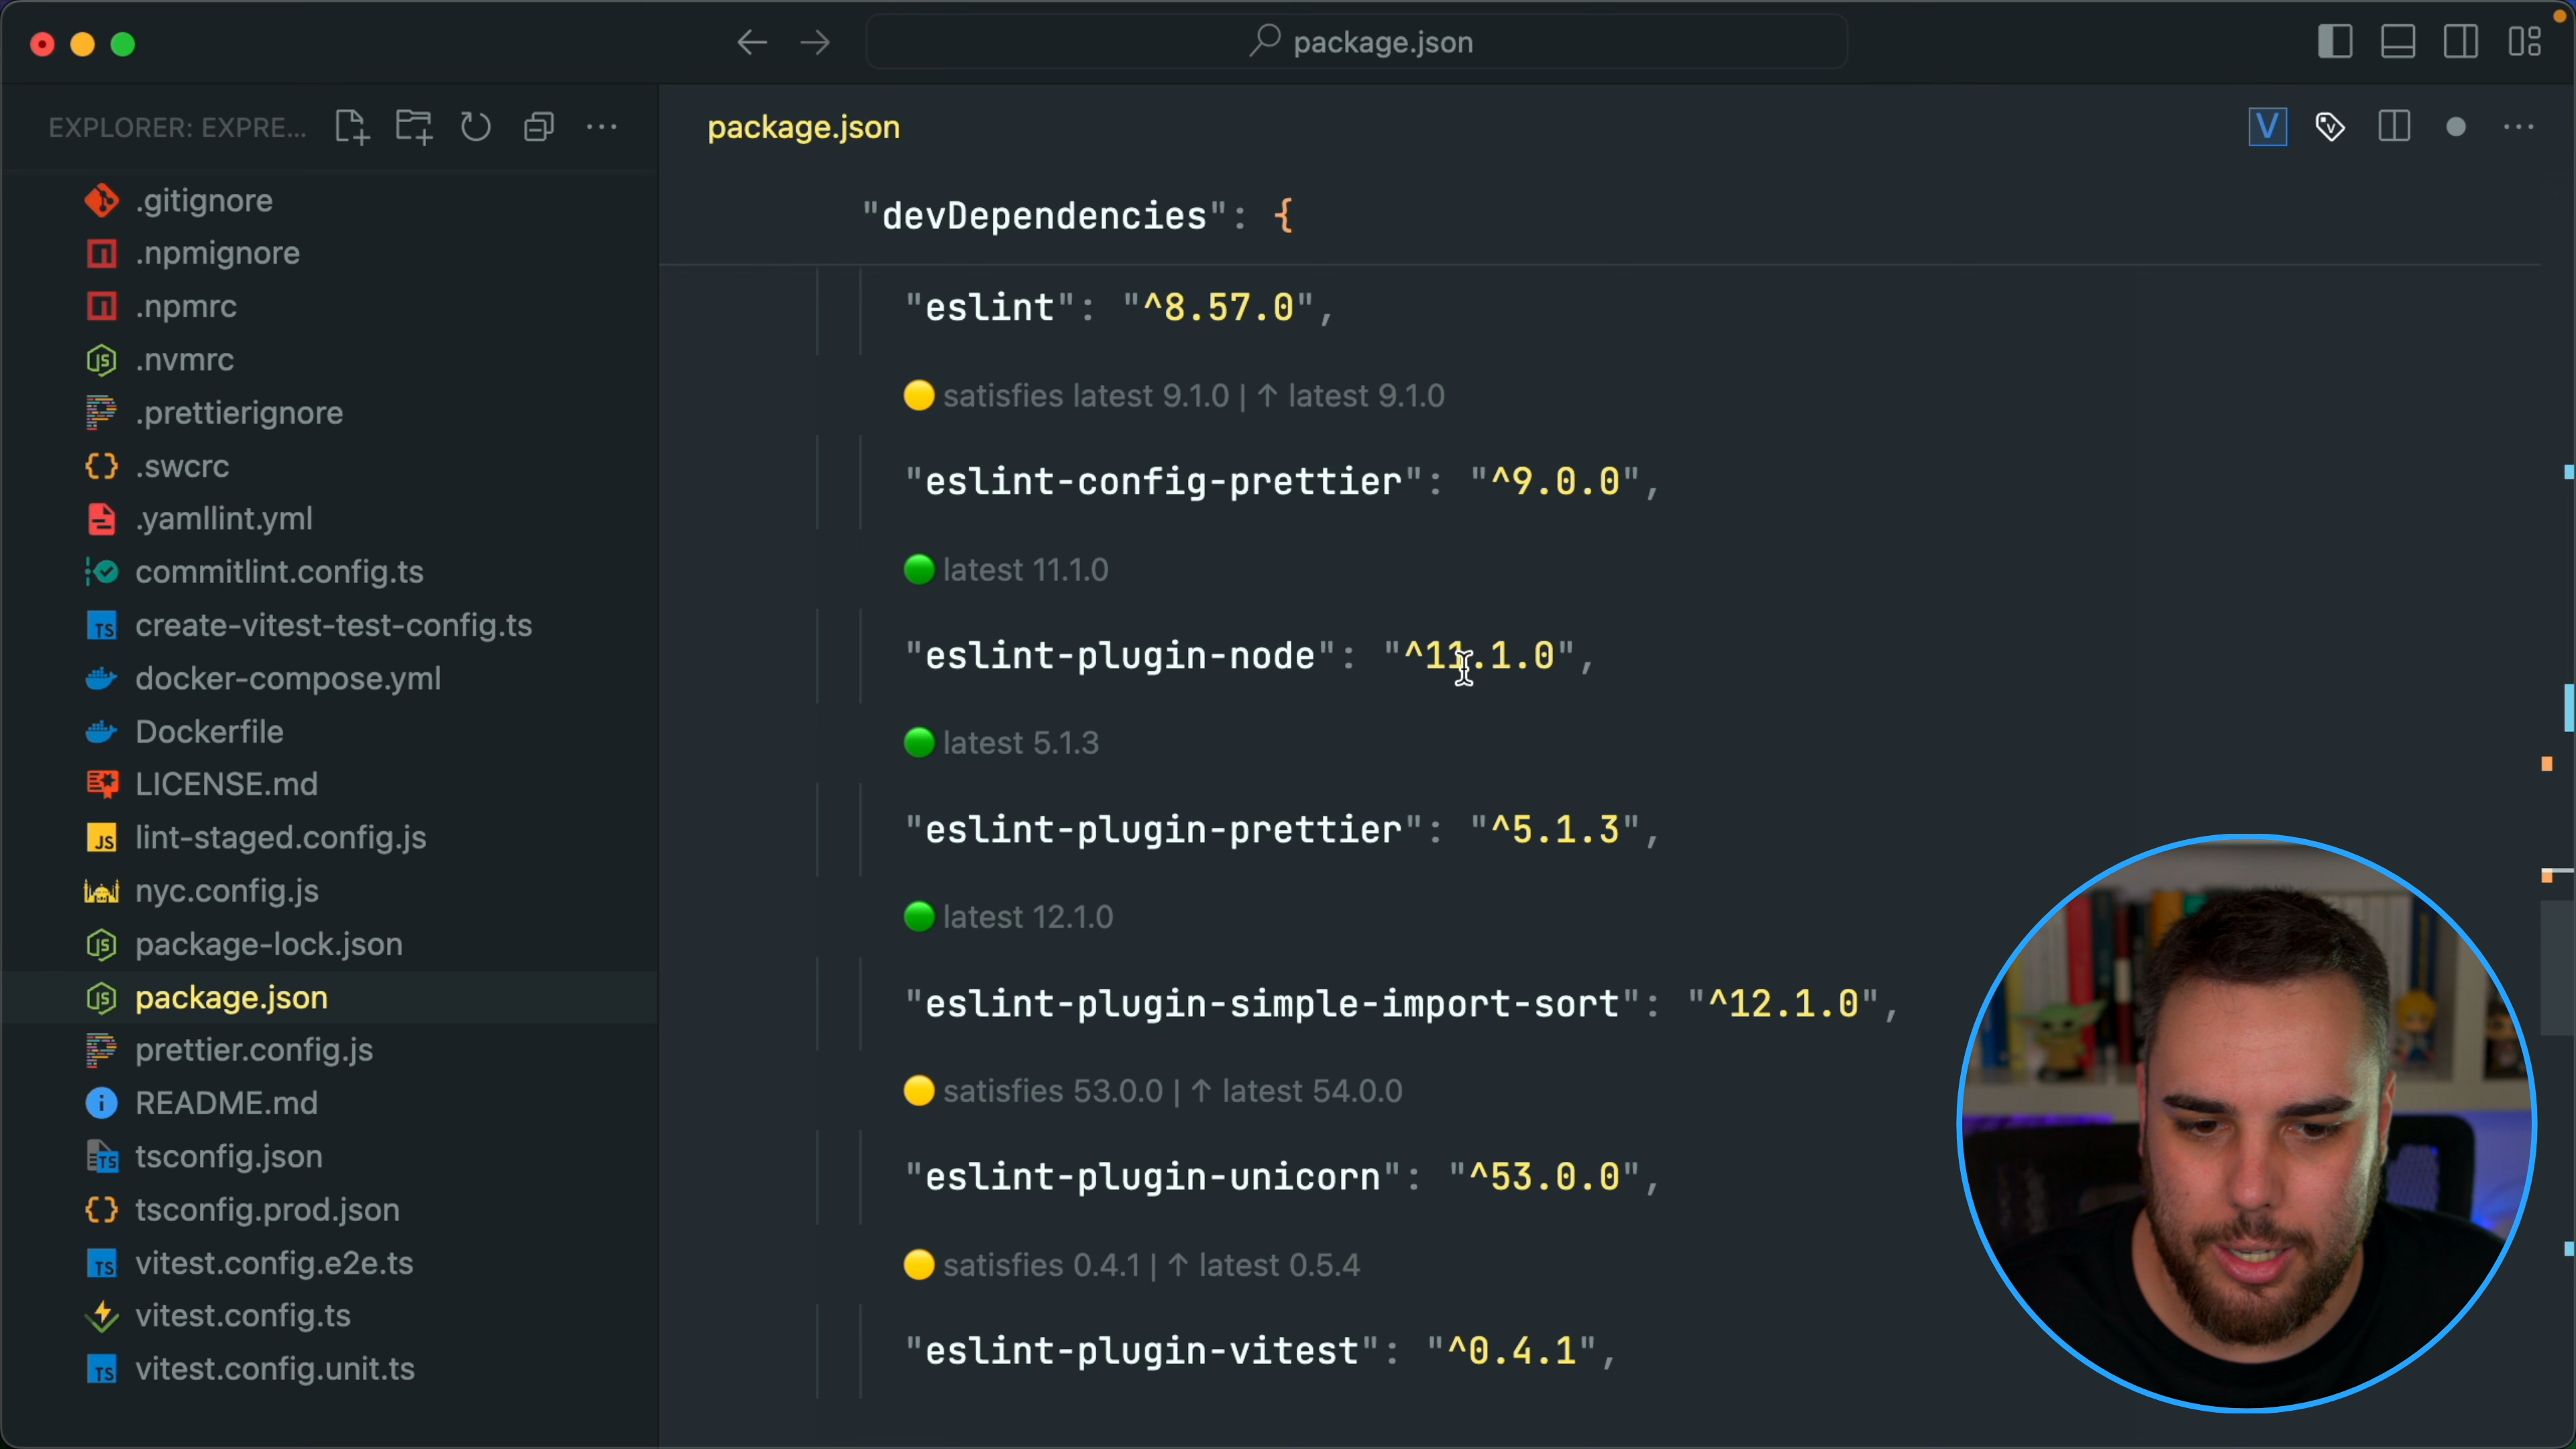 package.json
EXPLORER: EXPRE...
.gitignore
.npmignore
.npmrc
.nvmrc
.prettierignore
.swcrc
.yamllint.yml
commitlint.config.ts
create-vitest-test-config.ts
docker-compose.yml
Dockerfile
LICENSE.md
lint-staged.config.js
nyc.config.js
package-lock.json
package.json
prettier.config.js
README.md
tsconfig.json
tsconfig.prod.json
vitest.config.e2e.ts
vitest.config.ts
vitest.config.unit.ts
package.json
"devDependencies": {
"eslint": "^8.57.0",
satisfies latest 9.1.0 | ↑ latest 9.1.0
"eslint-config-prettier": "^9.0.0",
latest 11.1.0
"eslint-plugin-node": "^11.1.0",
latest 5.1.3
"eslint-plugin-prettier": "^5.1.3",
latest 12.1.0
"eslint-plugin-simple-import-sort": "^12.1.0",
satisfies 53.0.0 | ↑ latest 54.0.0
"eslint-plugin-unicorn": "^53.0.0",
satisfies 0.4.1 | ↑ latest 0.5.4
"eslint-plugin-vitest": "^0.4.1",